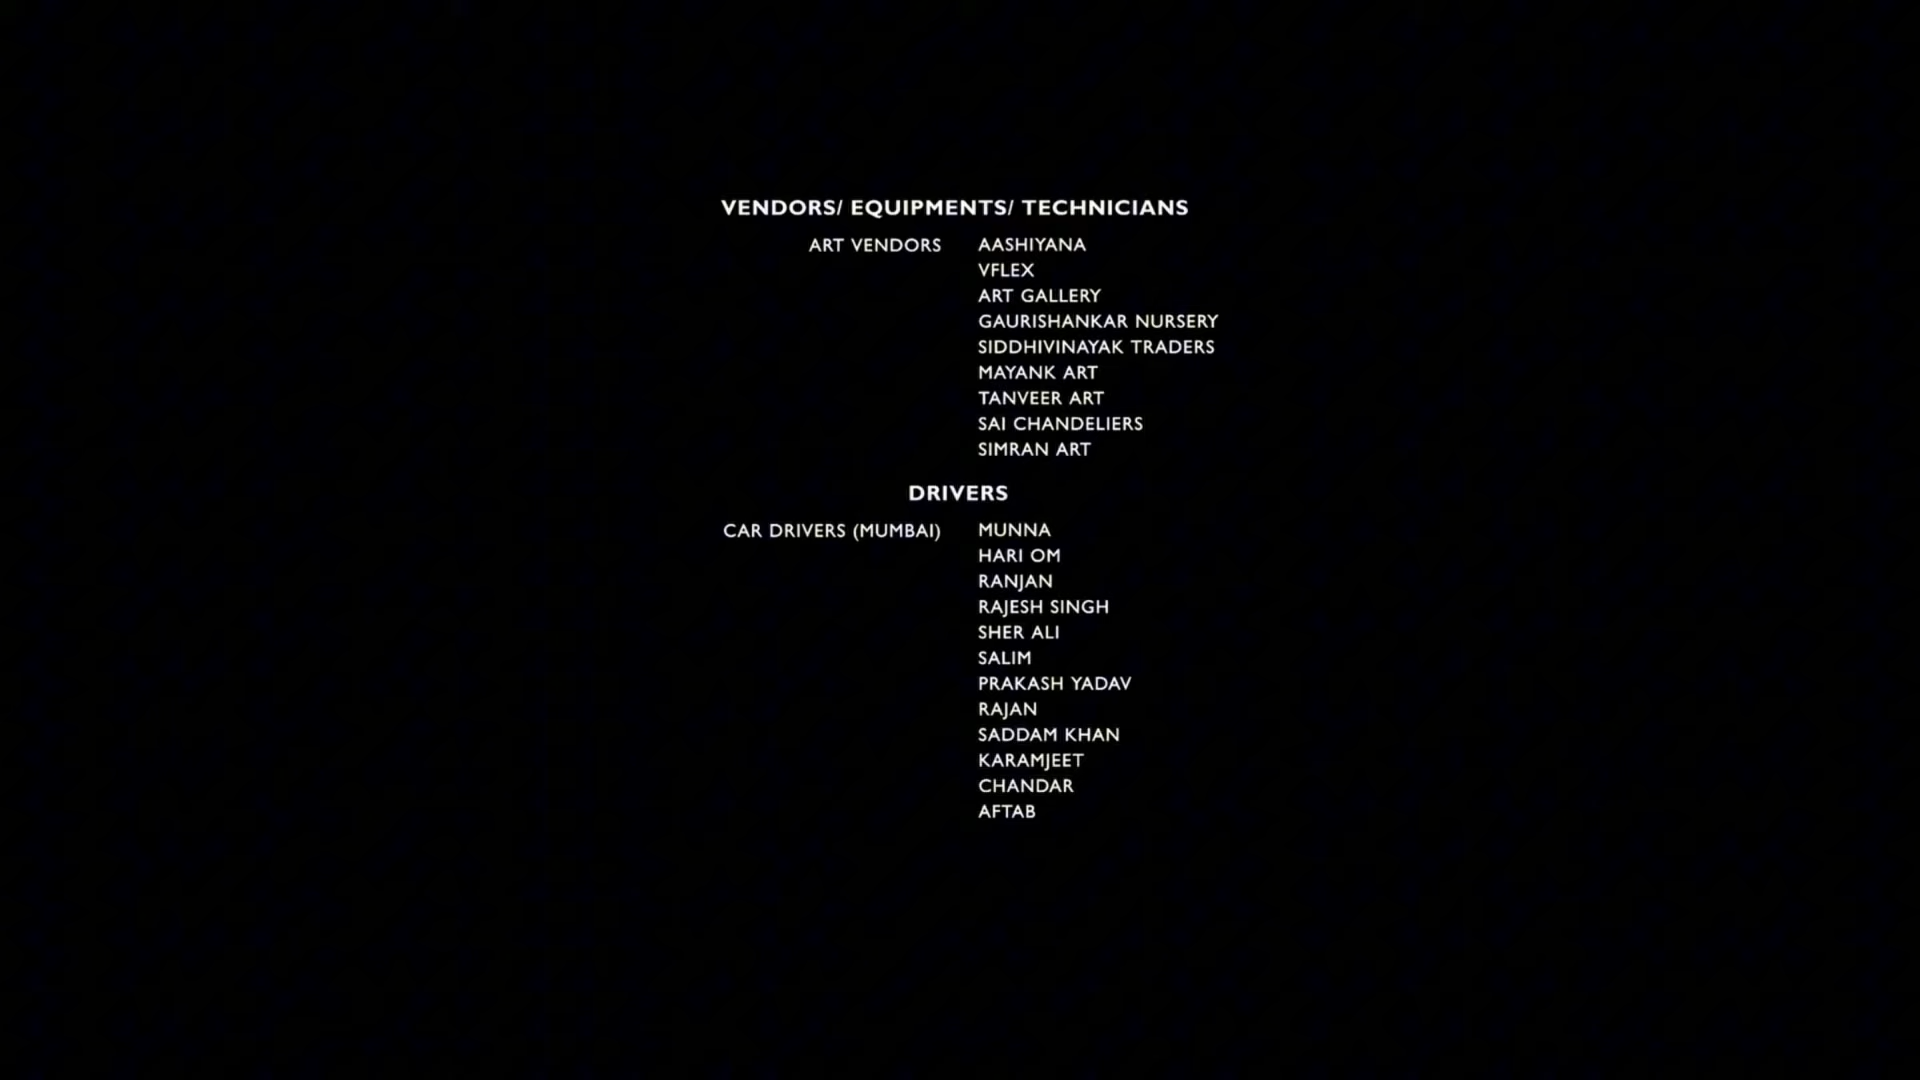 VENDORS/ EQUIPMENTS/ TECHNICIANS
ART VENDORS AASHIYANA
VFLEX
ART GALLERY
GAURISHANKAR NURSERY
SIDDHIVINAYAK TRADERS
MAYANK ART
TANVEER ART
SAI CHANDELIERS
SIMRAN ART
DRIVERS
CAR DRIVERS (MUMBAI) MUNNA
HARI OM
RANJAN
RAJESH SINGH
SHER ALI
SALIM
PRAKASH YADAV
RAJAN
SADDAM KHAN
KARAMJEET
CHANDAR
AFTAB